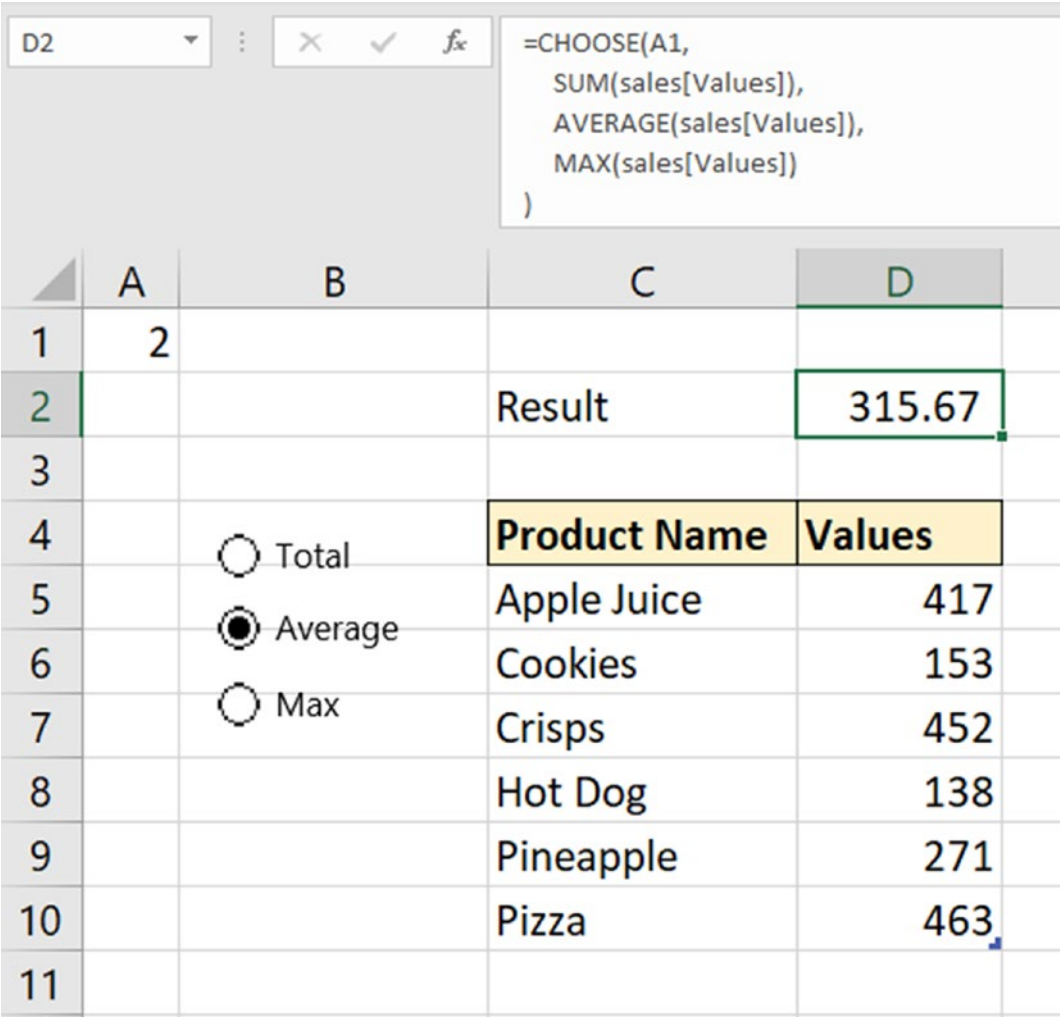 D2 fx =CHOOSE(A1,
SUM(sales[Values]),
AVERAGE(sales[Values]),
MAX(sales[Values])
)
A B C D
1 2
2 Result 315.67
3
4 Total Product Name Values
5 Average Apple Juice 417
6 Cookies 153
7 Max Crisps 452
8 Hot Dog 138
9 Pineapple 271
10 Pizza 463
11